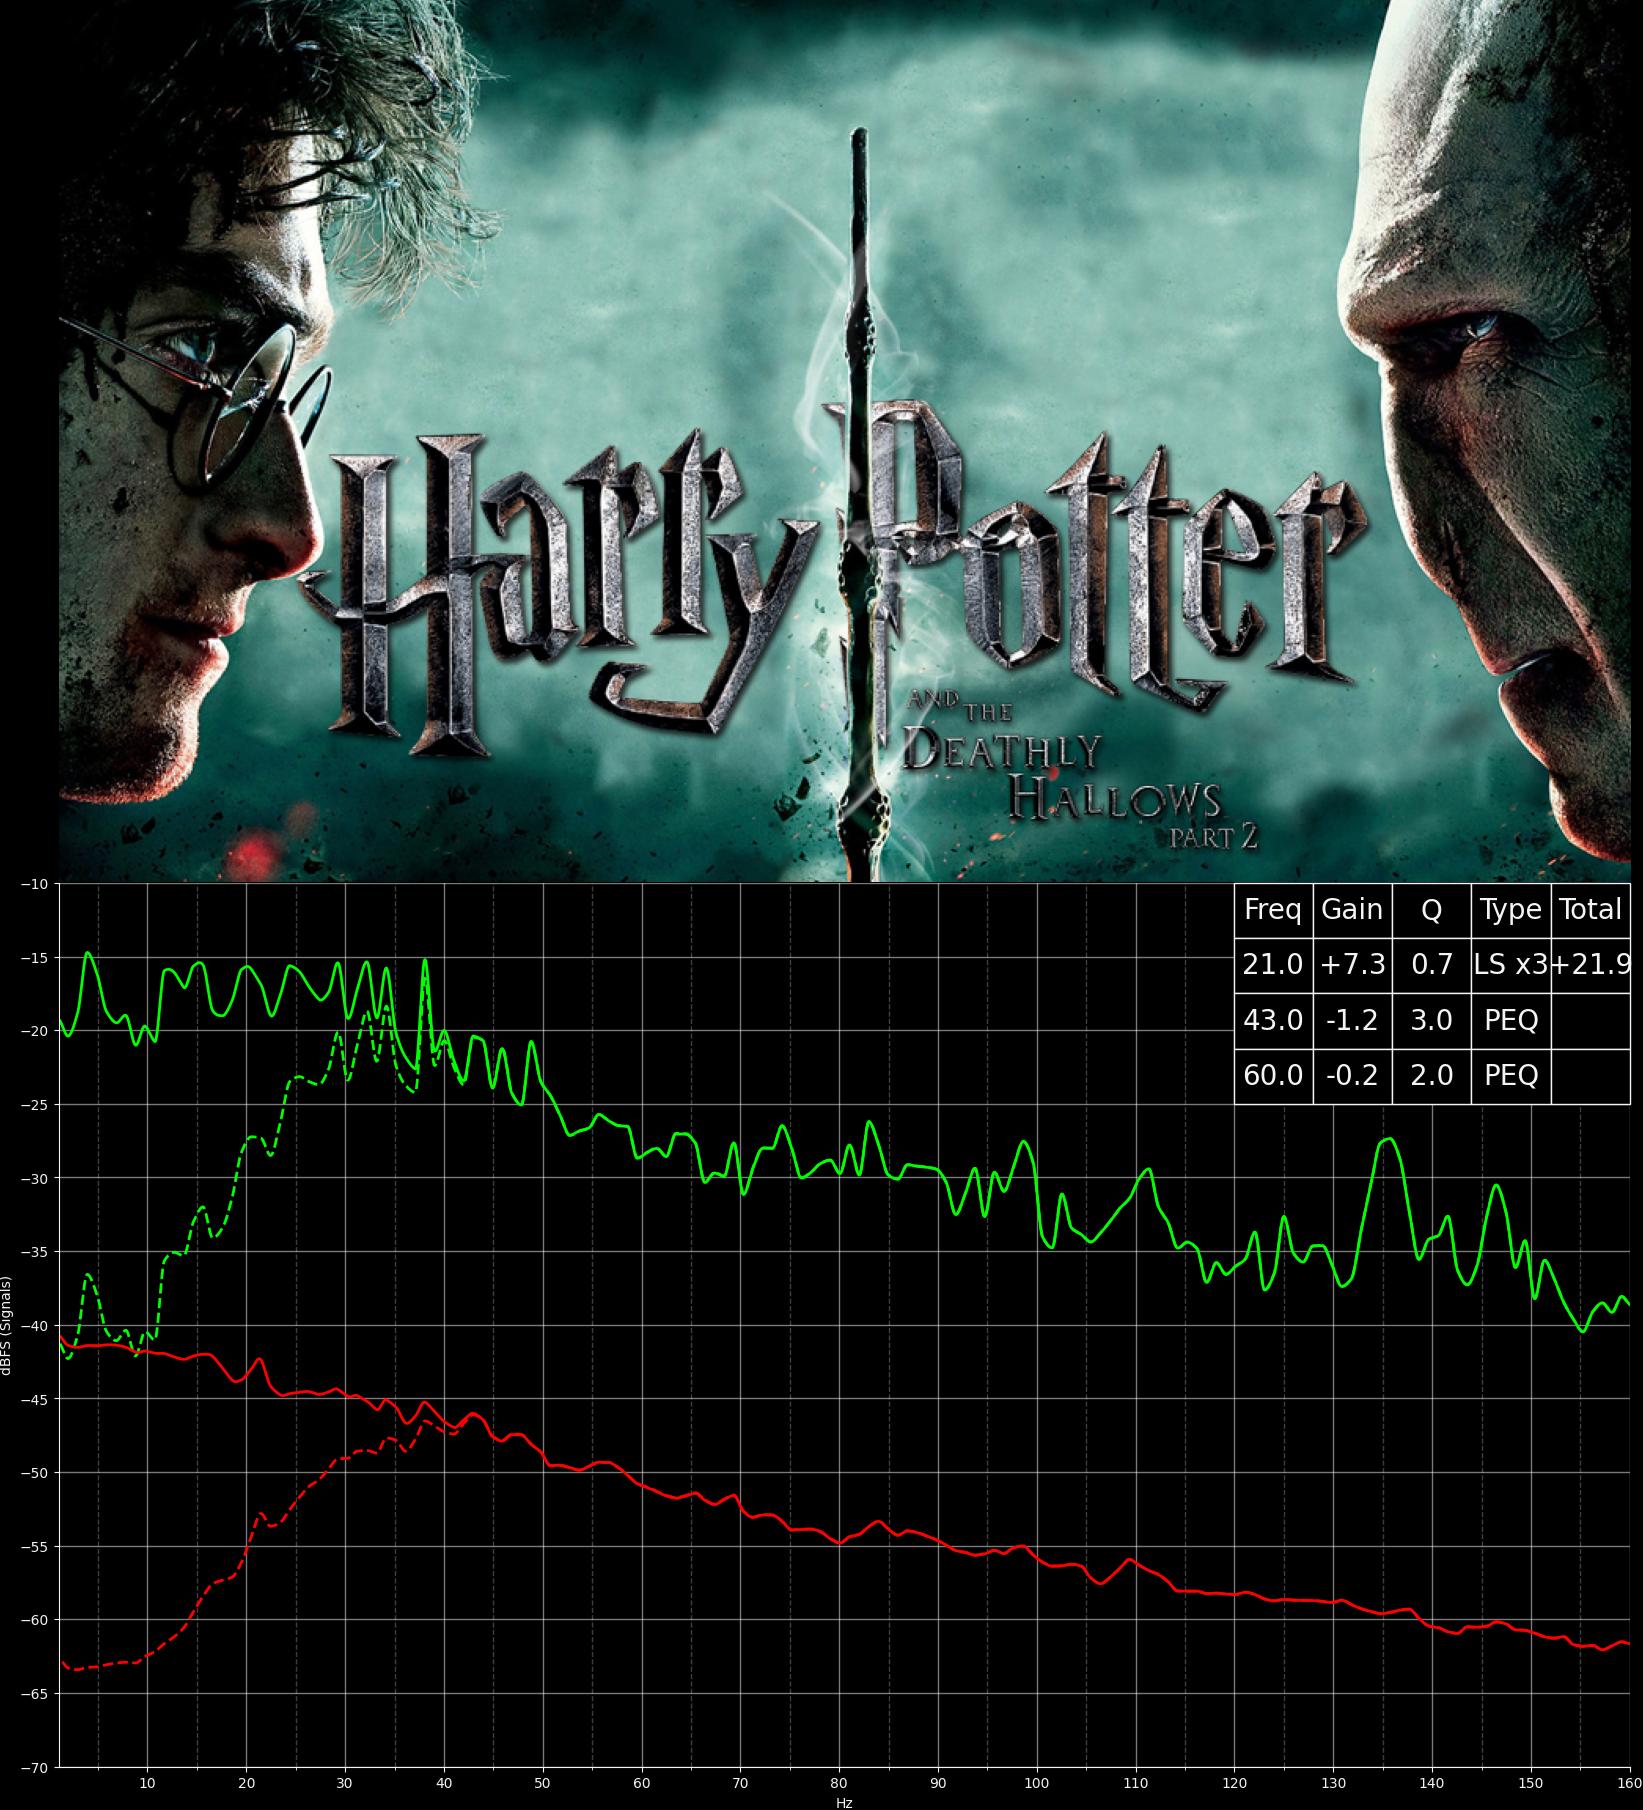 Harry Potter
AND THE
DEATHLY
HALLOWS
PART 2
Freq Gain Q Type Total
21.0 +7.3 0.7 LS x3 +21.9
43.0 -1.2 3.0 PEQ
60.0 -0.2 2.0 PEQ
−10
−15
−20
−25
−30
−35
−40
−45
−50
−55
−60
−65
−70
dBFS (Signals)
10 20 30 40 50 60 70 80 90 100 110 120 130 140 150 160
Hz